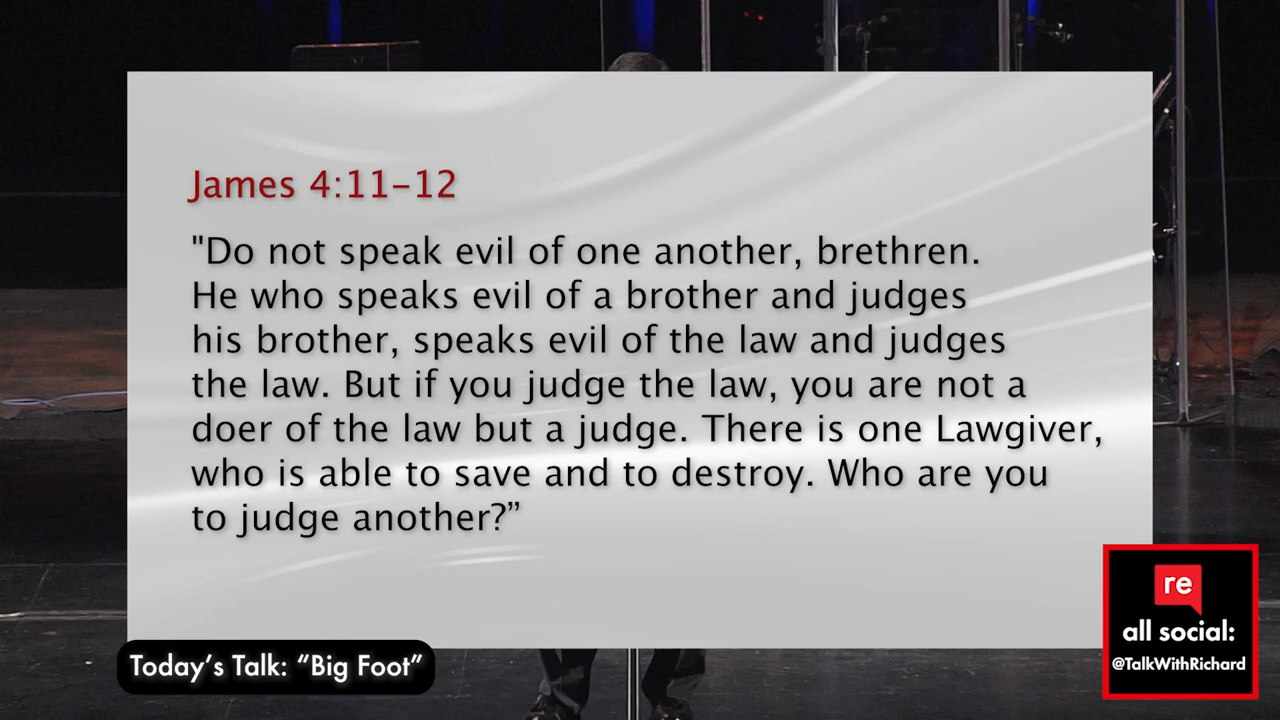 James 4:11–12
"Do not speak evil of one another, brethren.
He who speaks evil of a brother and judges
his brother, speaks evil of the law and judges
the law. But if you judge the law, you are not a
doer of the law but a judge. There is one Lawgiver,
who is able to save and to destroy. Who are you
to judge another?”
Today’s Talk: “Big Foot”
re
all social:
@TalkWithRichard